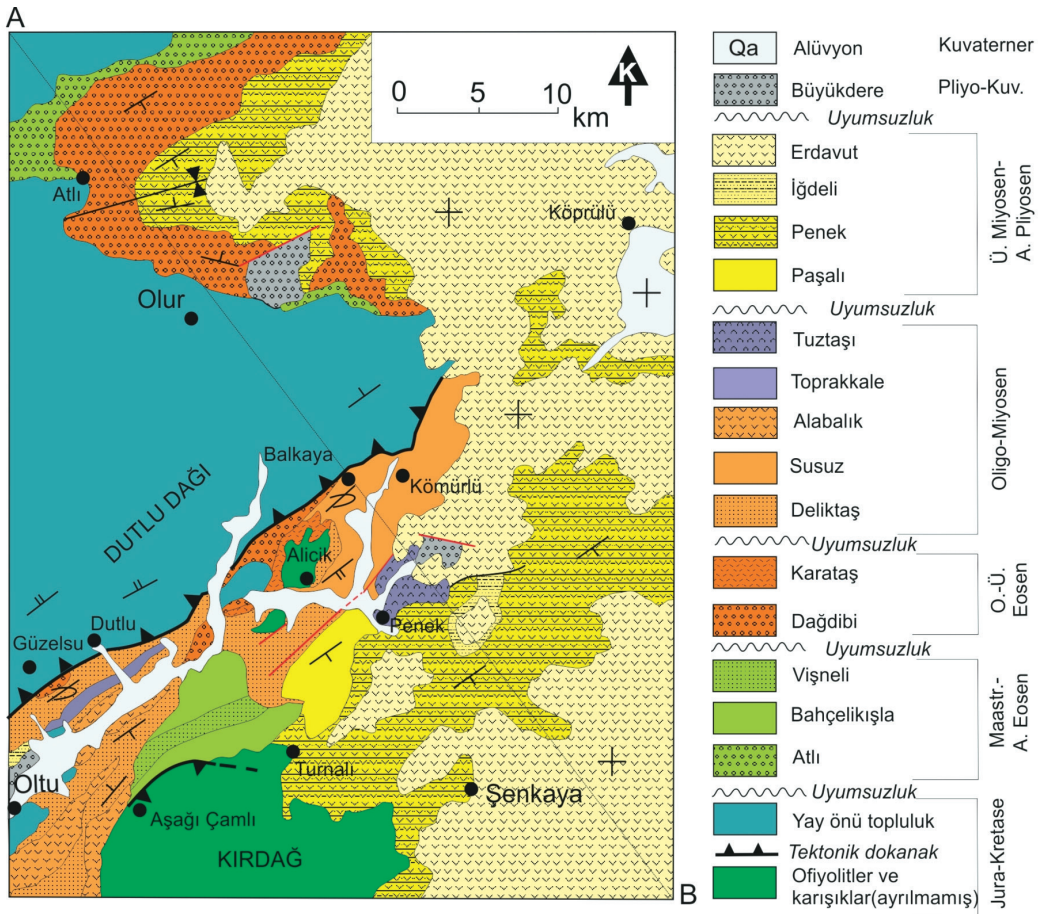 A
0 5 10
km
K
Atlı
Köprülü
Olur
Balkaya
Kömürlü
DUTLU DAĞI
Alicik
Dutlu
Güzelsu
Penek
Oltu
Turnalı
Şenkaya
Aşağı Çamlı
KIRDAĞ
B
Qa Alüvyon Kuvaterner
Büyükdere Pliyo-Kuv.
Uyumsuzluk
Erdavut
İğdeli
Penek
Paşalı
Ü. Miyosen-
A. Pliyosen
Uyumsuzluk
Tuztaşı
Toprakkale
Alabalık
Susuz
Deliktaş
Oligo-Miyosen
Uyumsuzluk
Karataş
Dağdibi
O.-Ü.
Eosen
Uyumsuzluk
Vişneli
Bahçelikışla
Atlı
Maastr.-
A. Eosen
Uyumsuzluk
Yay önü topluluk
Tektonik dokanak
Ofiyolitler ve
karışıklar(ayrılmamış)
Jura-Kretase